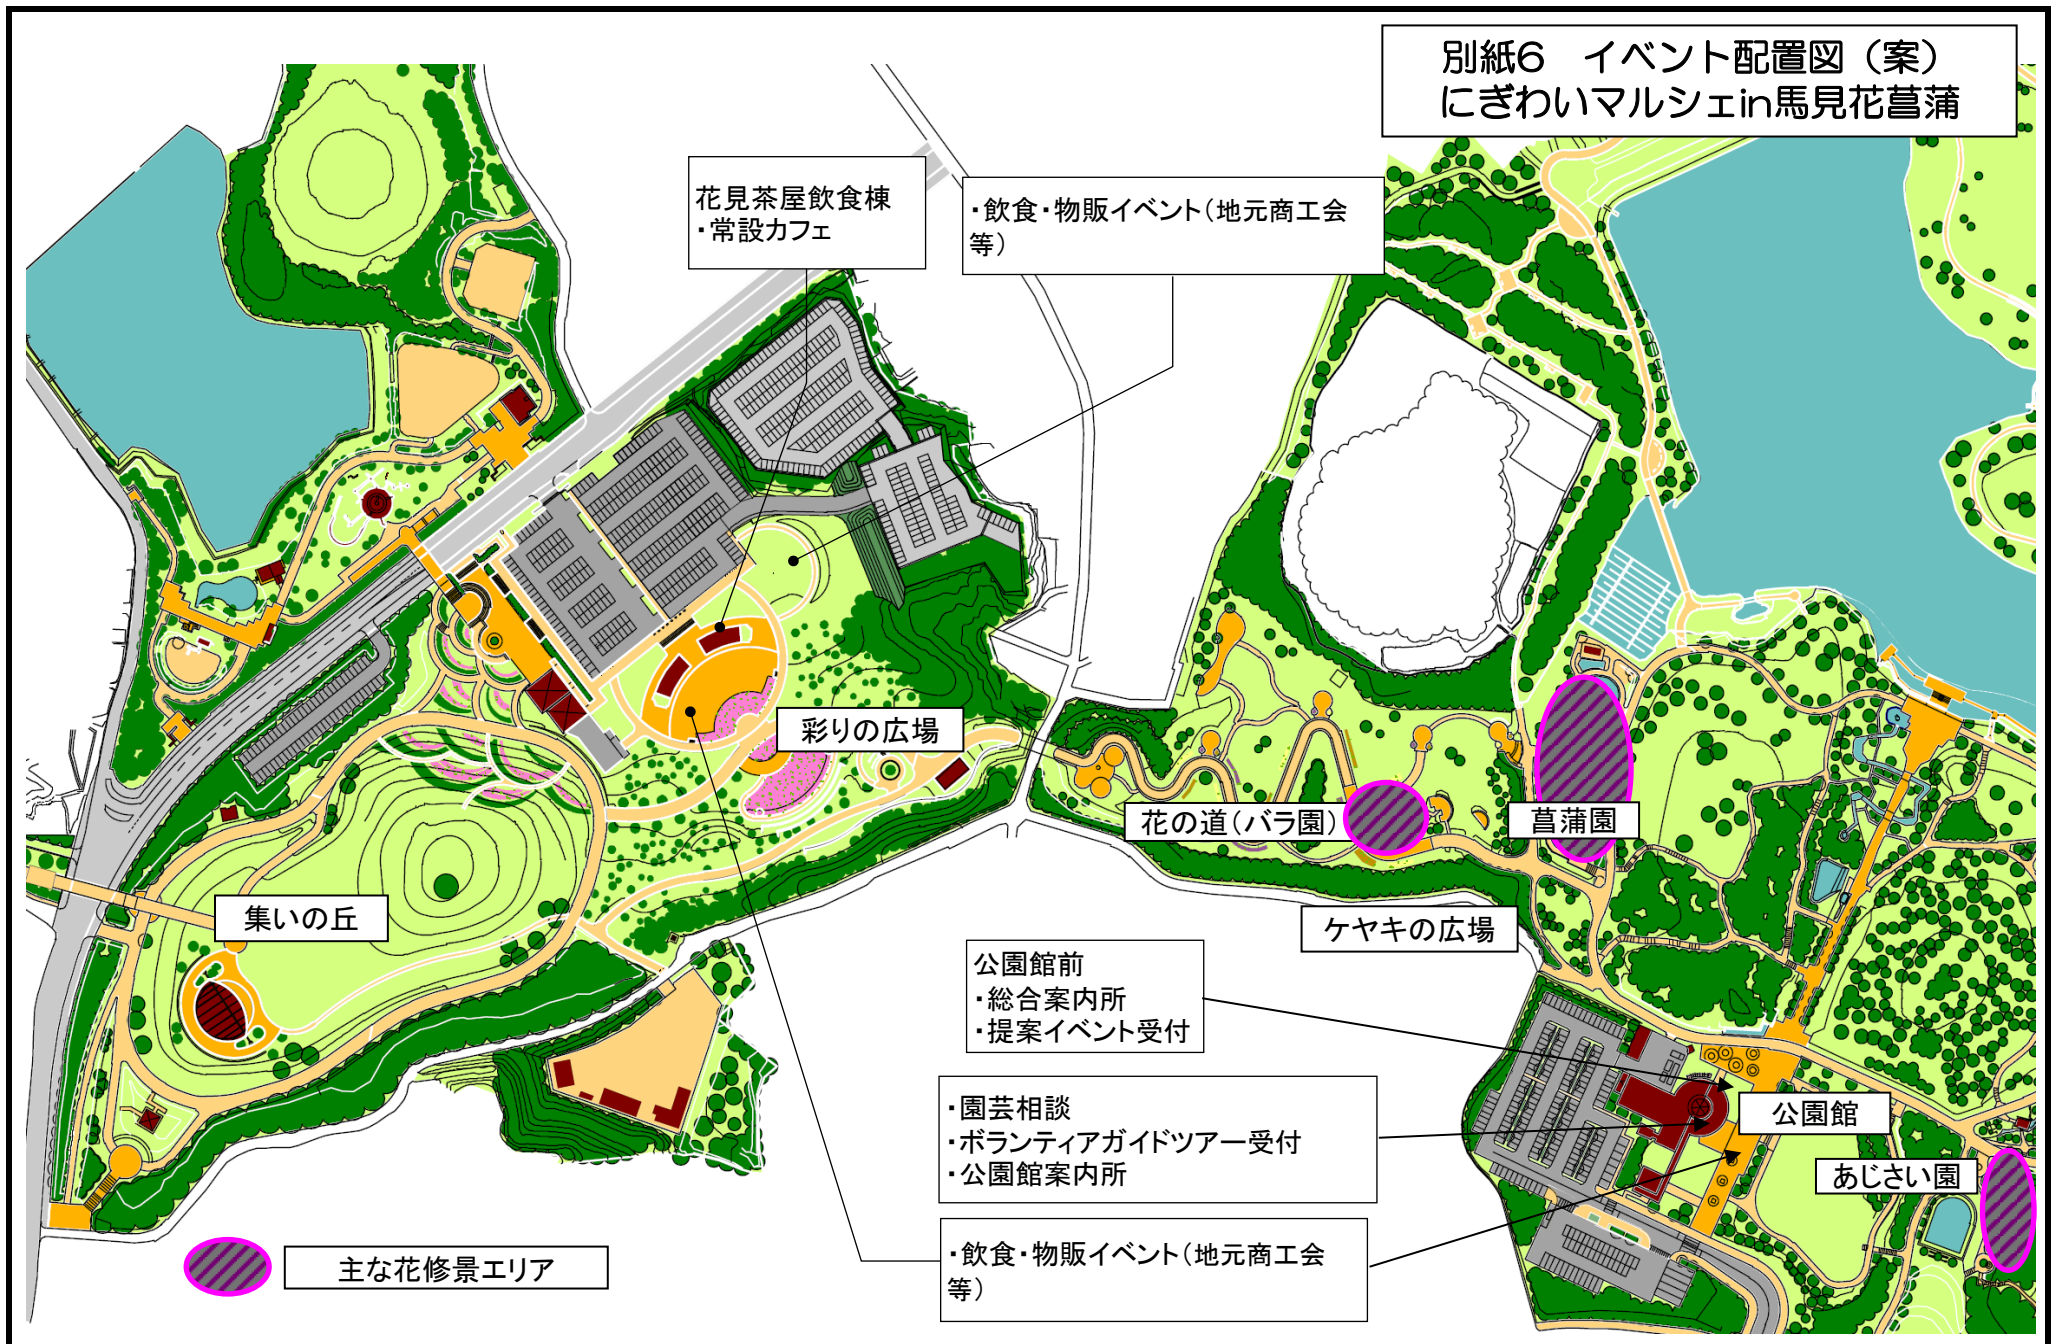 別紙6　イベント配置図（案）
にぎわいマルシェin馬見花菖蒲
花見茶屋飲食棟
・常設カフェ
・飲食・物販イベント（地元商工会
等）
彩りの広場
花の道（バラ園）
菖蒲園
集いの丘
ケヤキの広場
公園館前
・総合案内所
・提案イベント受付
・園芸相談
・ボランティアガイドツアー受付
・公園館案内所
公園館
あじさい園
・飲食・物販イベント（地元商工会
等）
主な花修景エリア